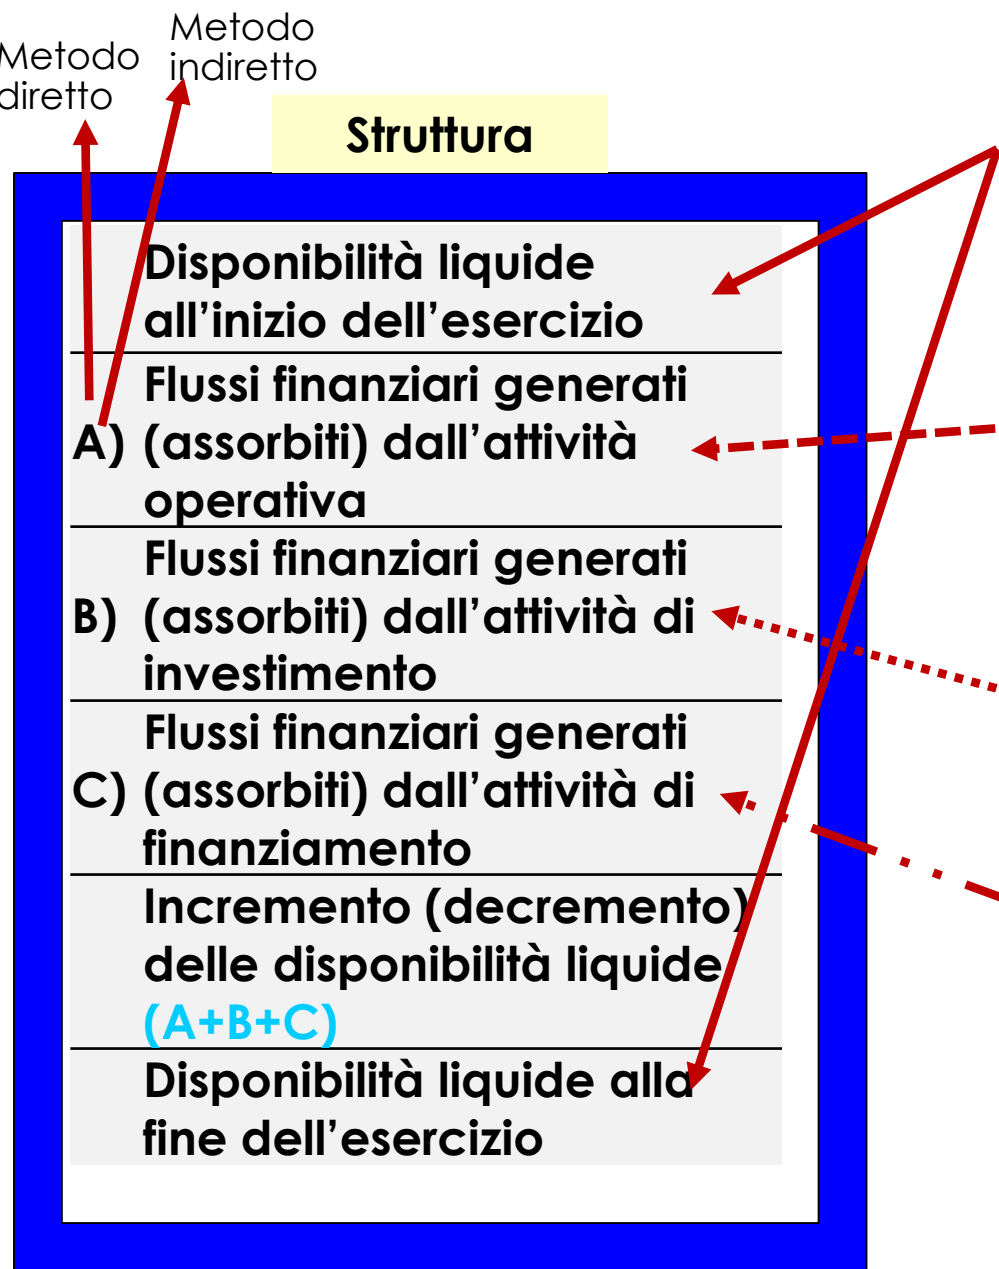 Metodo
diretto
Metodo
indiretto
Struttura
Disponibilità liquide
all'inizio dell'esercizio
Flussi finanziari generati
A) (assorbiti) dall'attività
operativa
Flussi finanziari generati
B) (assorbiti) dall'attività di
investimento
Flussi finanziari generati
C) (assorbiti) dall'attività di
finanziamento
Incremento (decremento)
delle disponibilità liquide
(A+B+C)
Disponibilità liquide alla
fine dell'esercizio